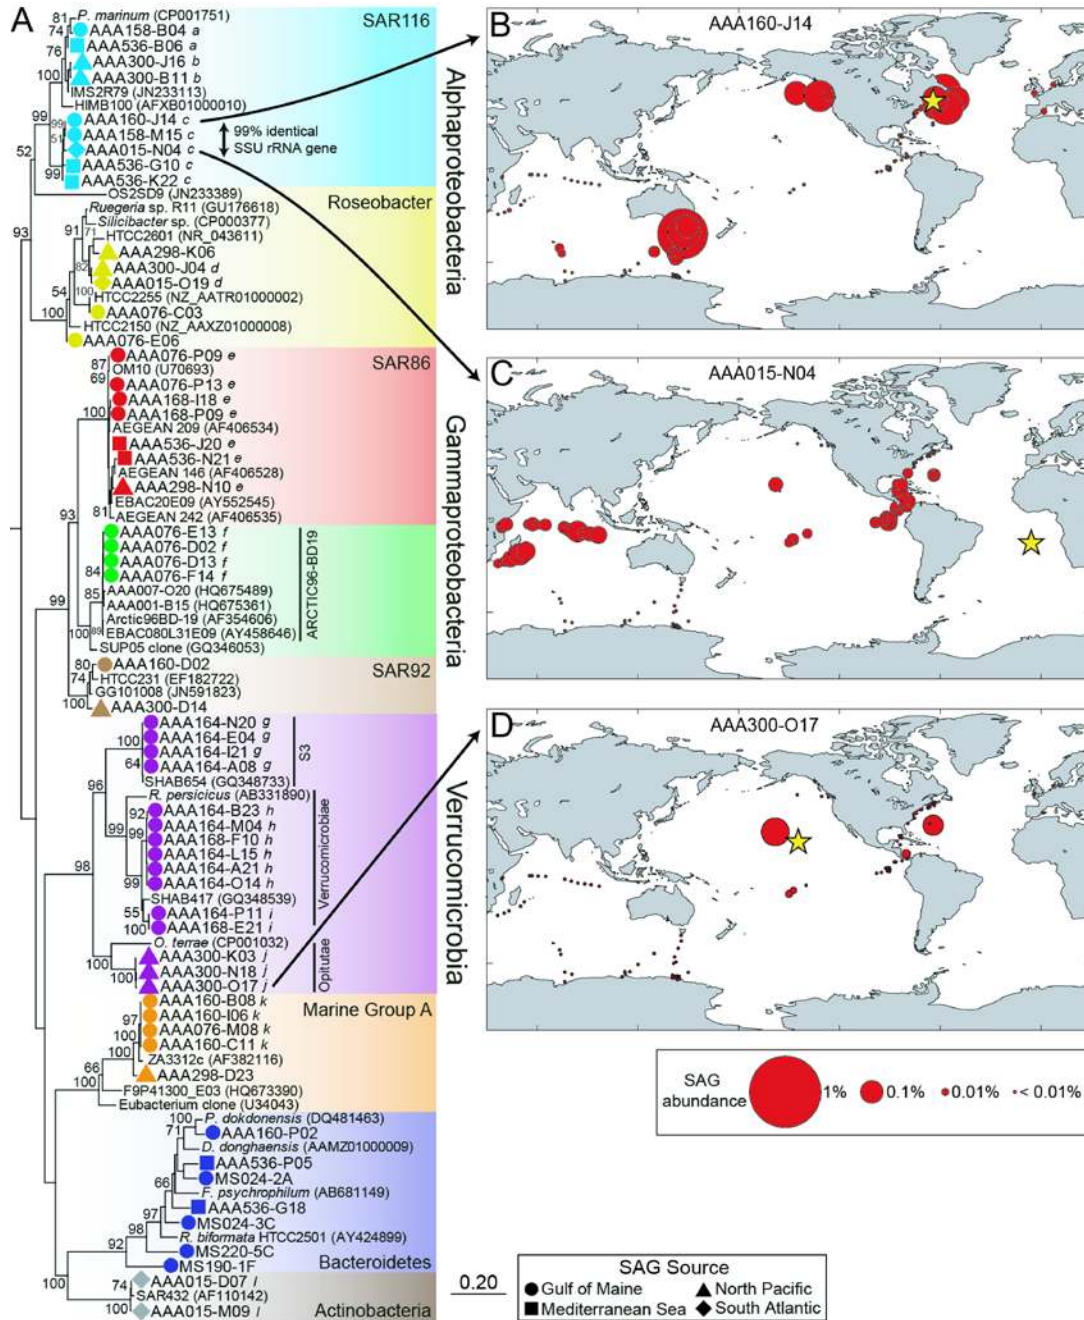 A
SAR116
81
P. marinum (CP001751)
74
AAA158-B04 a
76
AAA536-B06 a
AAA300-J16 b
100
AAA300-B11 b
IMS2R79 (JN233113)
HIMB100 (AFXB01000010)
99
99
AAA160-J14 c
51
AAA158-M15 c
AAA015-N04 c
99% identical
SSU rRNA gene
52
AAA536-G10 c
99
AAA536-K22 c
OS2SD9 (JN233389)
Alphaproteobacteria
Roseobacter
Ruegeria sp. R11 (GU176618)
Silicibacter sp. (CP000377)
93
91
71
HTCC2601 (NR_043611)
AAA298-K06
82
AAA300-J04 d
AAA015-O19 d
100
54
HTCC2255 (NZ_AATR01000002)
AAA076-C03
100
HTCC2150 (NZ_AAXZ01000008)
AAA076-E06
SAR86
87
AAA076-P09 e
69
OM10 (U70693)
AAA076-P13 e
AAA168-I18 e
100
AAA168-P09 e
AEGEAN 209 (AF406534)
AAA536-J20 e
AAA536-N21 e
AEGEAN 146 (AF406528)
AAA298-N10 e
EBAC20E09 (AY552545)
81
AEGEAN 242 (AF406535)
Gammaproteobacteria
93
AAA076-E13 f
AAA076-D02 f
AAA076-D13 f
84
AAA076-F14 f
85
AAA007-O20 (HQ675489)
AAA001-B15 (HQ675361)
99
Arctic96BD-19 (AF354606)
100
89
EBAC080L31E09 (AY458646)
SUP05 clone (GQ346053)
ARCTIC96-BD19
SAR92
80
AAA160-D02
74
HTCC231 (EF182722)
GG101008 (JN591823)
100
AAA300-D14
AAA164-N20 g
100
AAA164-E04 g
AAA164-I21 g
64
AAA164-A08 g
SHAB654 (GQ348733)
S3
96
R. persicicus (AB331890)
92
AAA164-B23 h
99
99
AAA164-M04 h
AAA168-F10 h
AAA164-L15 h
98
AAA164-A21 h
99
AAA164-O14 h
SHAB417 (GQ348539)
55
AAA164-P11 i
100
AAA168-E21 i
Verrucomicrobiae
O. terrae (CP001032)
100
AAA300-K03 j
AAA300-N18 j
100
AAA300-O17 j
Opitutae
Verrucomicrobia
Marine Group A
AAA160-B08 k
97
AAA160-I06 k
100
AAA076-M08 k
AAA160-C11 k
100
ZA3312c (AF382116)
66
AAA298-D23
100
F9P41300_E03 (HQ673390)
Eubacterium clone (U34043)
100
P. dokdonensis (DQ481463)
71
AAA160-P02
D. donghaensis (AAMZ01000009)
AAA536-P05
66
MS024-2A
F. psychrophilum (AB681149)
97
AAA536-G18
98
MS024-3C
R. biformata HTCC2501 (AY424899)
92
MS220-5C
MS190-1F
Bacteroidetes
100
74
AAA015-D07 l
SAR432 (AF110142)
100
AAA015-M09 l
Actinobacteria
0.20
B
AAA160-J14
C
AAA015-N04
D
AAA300-O17
SAG
abundance
1%
0.1%
0.01%
< 0.01%
SAG Source
Gulf of Maine
North Pacific
Mediterranean Sea
South Atlantic